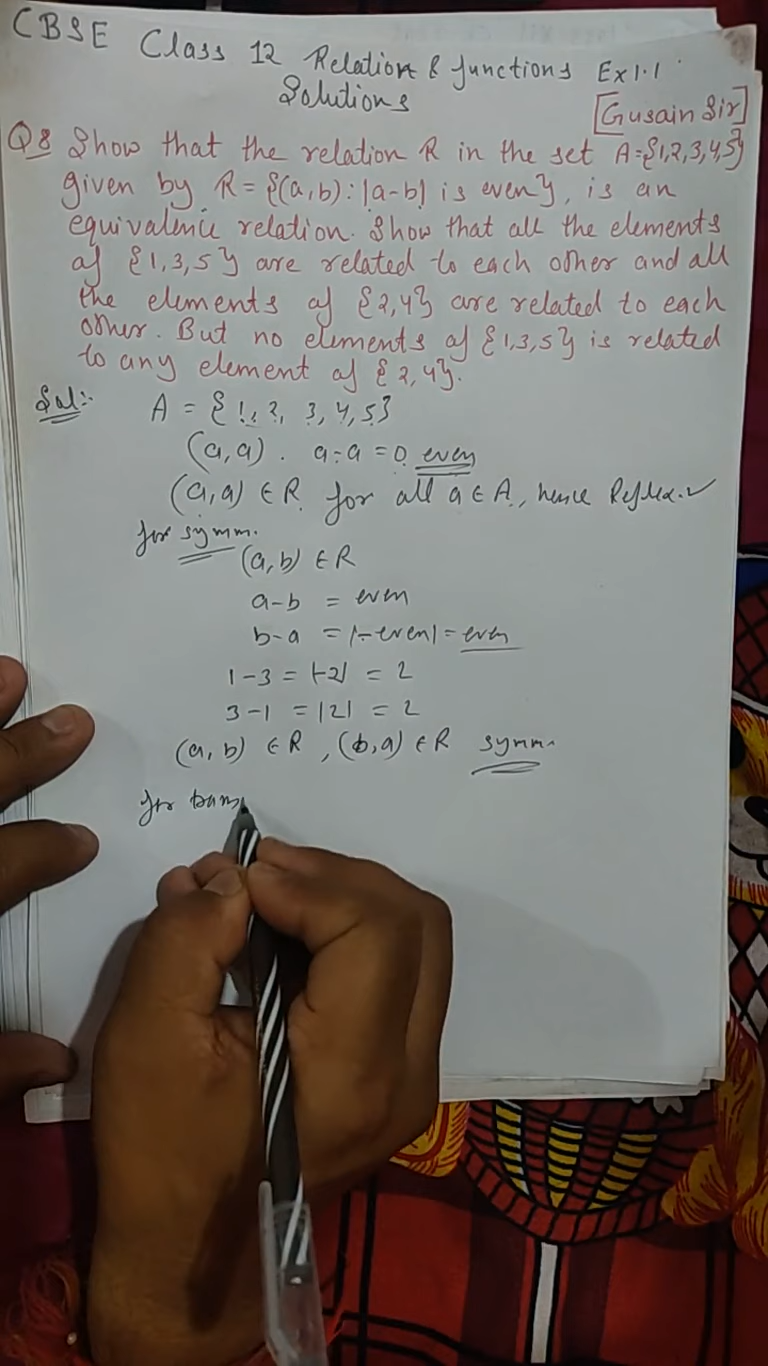 CBSE Class 12 Relation & functions Ex 1.1
Solutions
[Gusain Sir]
Q8 Show that the relation R in the set A={1,2,3,4,5}
given by R = {(a,b) : |a-b| is even}, is an
equivalence relation. Show that all the elements
of {1,3,5} are related to each other and all
the elements of {2,4} are related to each
other. But no elements of {1,3,5} is related
to any element of {2,4}.
Sol:- A = {1, 2, 3, 4, 5}
(a,a). a-a = 0 even
(a,a) ∈ R for all a ∈ A, hence Reflex. ✓
for symm.
(a,b) ∈ R
a-b = even
b-a = |-even| = even
1-3 = |-2| = 2
3-1 = |2| = 2
(a, b) ∈ R, (b,a) ∈ R symm.
for trans